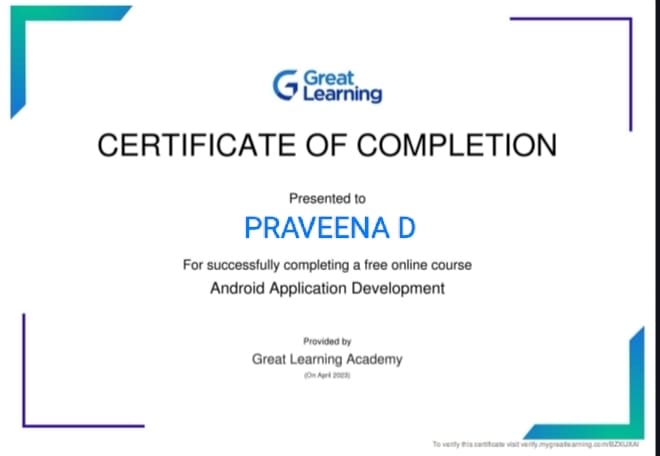 Great
Learning
CERTIFICATE OF COMPLETION
Presented to
PRAVEENA D
For successfully completing a free online course
Android Application Development
Provided by
Great Learning Academy
(On April 2023)
To verify this certificate visit verify.mygreatlearning.com/